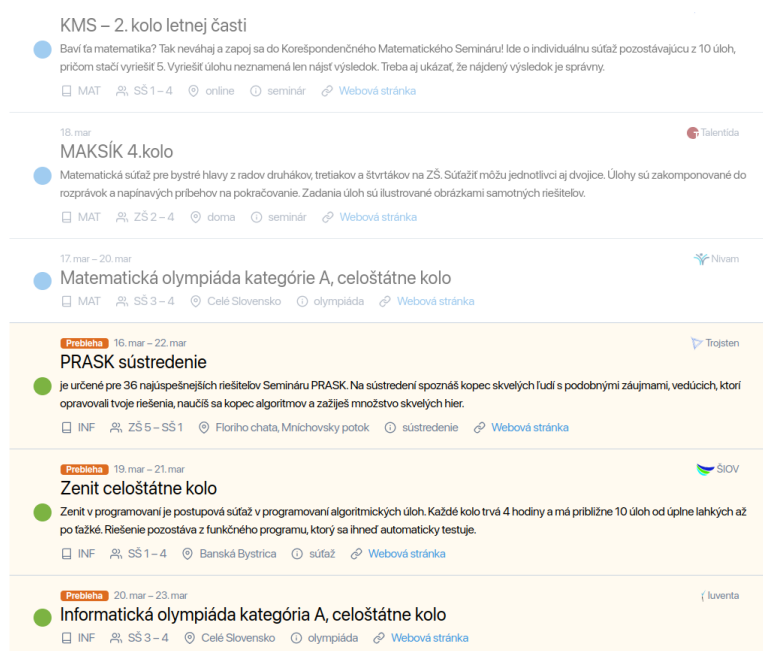 KMS – 2. kolo letnej časti
Baví ťa matematika? Tak neváhaj a zapoj sa do Korešpondenčného Matematického Semináru! Ide o individuálnu súťaž pozostávajúcu z 10 úloh,
pričom stačí vyriešiť 5. Vyriešiť úlohu neznamená len nájsť výsledok. Treba aj ukázať, že nájdený výsledok je správny.
MAT SŠ 1 – 4 online seminár Webová stránka
18. mar Talentída
MAKSÍK 4.kolo
Matematická súťaž pre bystré hlavy z radov druhákov, tretiakov a štvrtákov na ZŠ. Súťažiť môžu jednotlivci aj dvojice. Úlohy sú zakomponované do
rozprávok a napínavých príbehov na pokračovanie. Zadania úloh sú ilustrované obrázkami samotných riešiteľov.
MAT ZŠ 2 – 4 doma seminár Webová stránka
17. mar – 20. mar Nivam
Matematická olympiáda kategórie A, celoštátne kolo
MAT SŠ 3 – 4 Celé Slovensko olympiáda Webová stránka
Prebieha 16. mar – 22. mar Trojsten
PRASK sústredenie
je určené pre 36 najúspešnejších riešiteľov Semináru PRASK. Na sústredení spoznáš kopec skvelých ľudí s podobnými záujmami, vedúcich, ktorí
opravovali tvoje riešenia, naučíš sa kopec algoritmov a zažiješ množstvo skvelých hier.
INF ZŠ 5 – SŠ 1 Floriho chata, Mníchovsky potok sústredenie Webová stránka
Prebieha 19. mar – 21. mar ŠIOV
Zenit celoštátne kolo
Zenit v programovaní je postupová súťaž v programovaní algoritmických úloh. Každé kolo trvá 4 hodiny a má približne 10 úloh od úplne lahkých až
po ťažké. Riešenie pozostáva z funkčného programu, ktorý sa ihneď automaticky testuje.
INF SŠ 1 – 4 Banská Bystrica súťaž Webová stránka
Prebieha 20. mar – 23. mar Iuventa
Informatická olympiáda kategória A, celoštátne kolo
INF SŠ 3 – 4 Celé Slovensko olympiáda Webová stránka